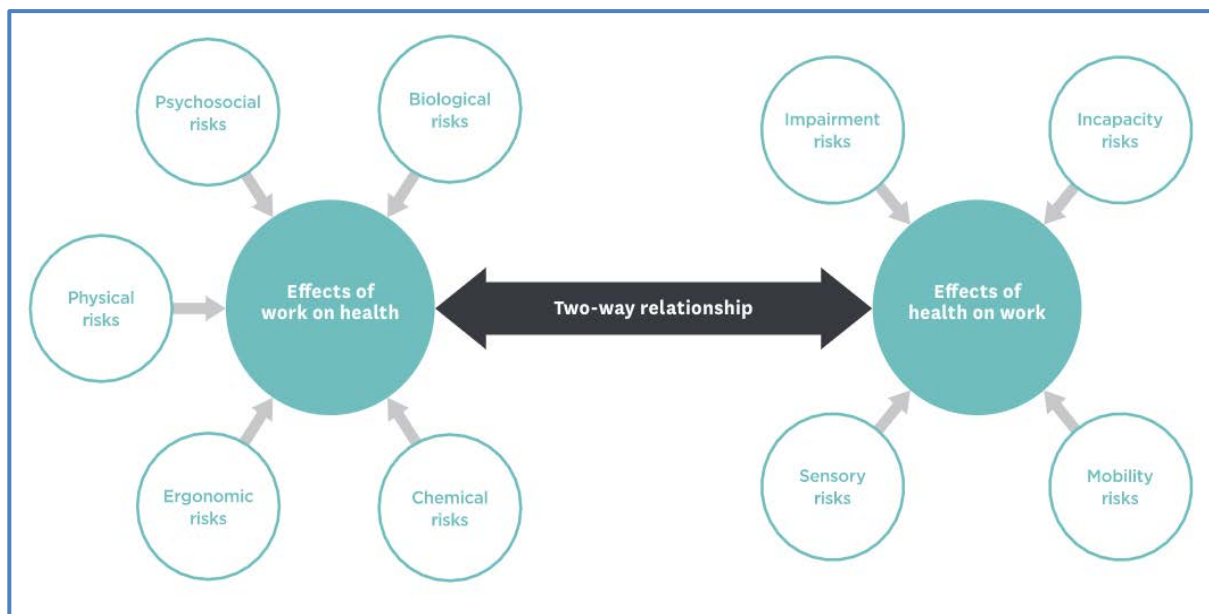 Psychosocial
risks
Biological
risks
Physical
risks
Effects of
work on health
Ergonomic
risks
Chemical
risks
Two-way relationship
Impairment
risks
Incapacity
risks
Effects of
health on work
Sensory
risks
Mobility
risks